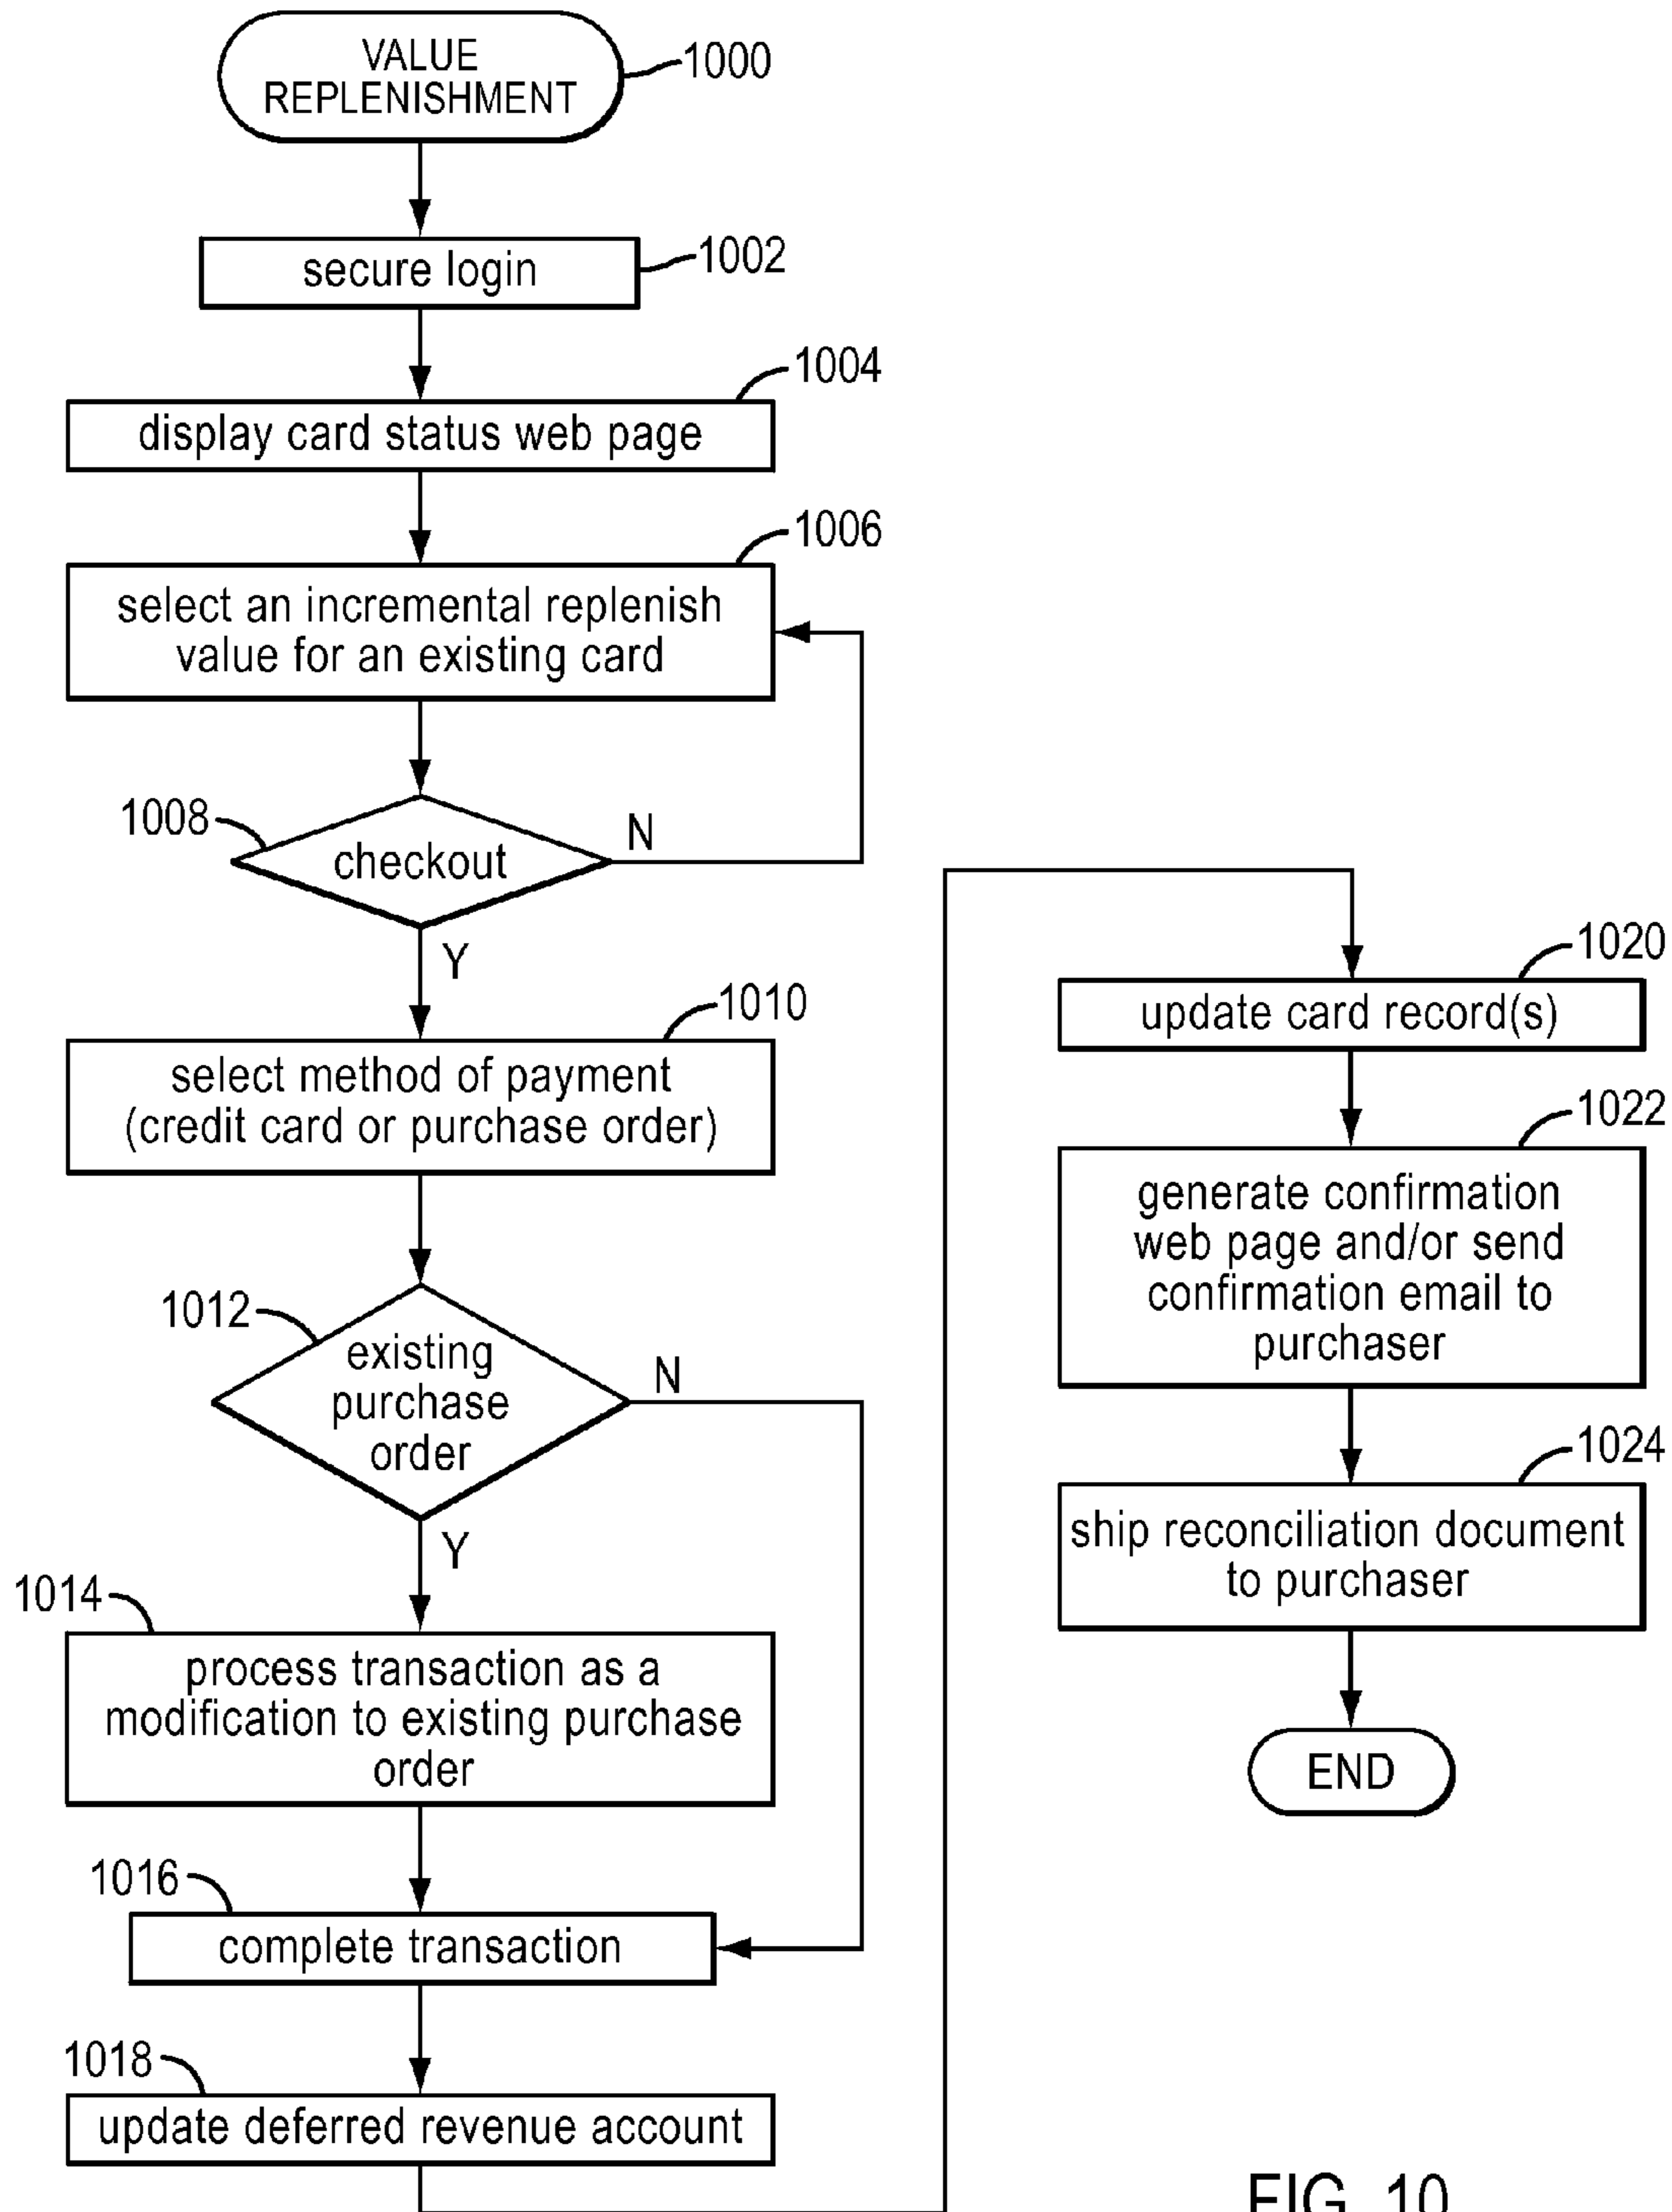 VALUE
REPLENISHMENT
1000
secure login
1002
1004
display card status web page
1006
select an incremental replenish
value for an existing card
1008
checkout
N
Y
1010
select method of payment
(credit card or purchase order)
1012
existing
purchase
order
N
Y
1014
process transaction as a
modification to existing purchase
order
1016
complete transaction
1018
update deferred revenue account
1020
update card record(s)
1022
generate confirmation
web page and/or send
confirmation email to
purchaser
1024
ship reconciliation document
to purchaser
END
FIG. 10